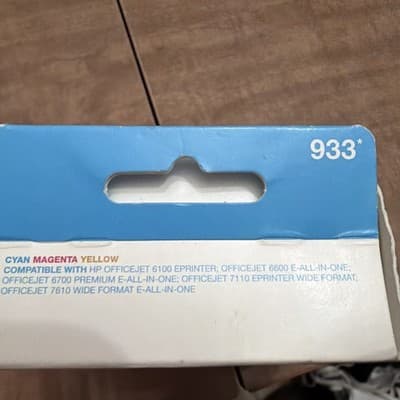 933*
CYAN MAGENTA YELLOW
COMPATIBLE WITH HP OFFICEJET 6100 EPRINTER; OFFICEJET 6600 E-ALL-IN-ONE;
OFFICEJET 6700 PREMIUM E-ALL-IN-ONE; OFFICEJET 7110 EPRINTER WIDE FORMAT,
OFFICEJET 7610 WIDE FORMAT E-ALL-IN-ONE